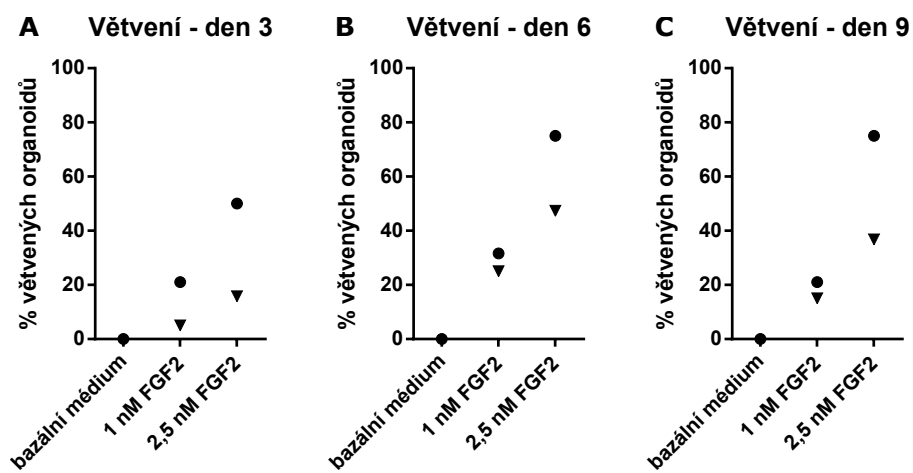 A Větvení - den 3
% větvených organoidů
100
80
60
40
20
0
bazální médium
1 nM FGF2
2,5 nM FGF2
B Větvení - den 6
% větvených organoidů
100
80
60
40
20
0
bazální médium
1 nM FGF2
2,5 nM FGF2
C Větvení - den 9
% větvených organoidů
100
80
60
40
20
0
bazální médium
1 nM FGF2
2,5 nM FGF2